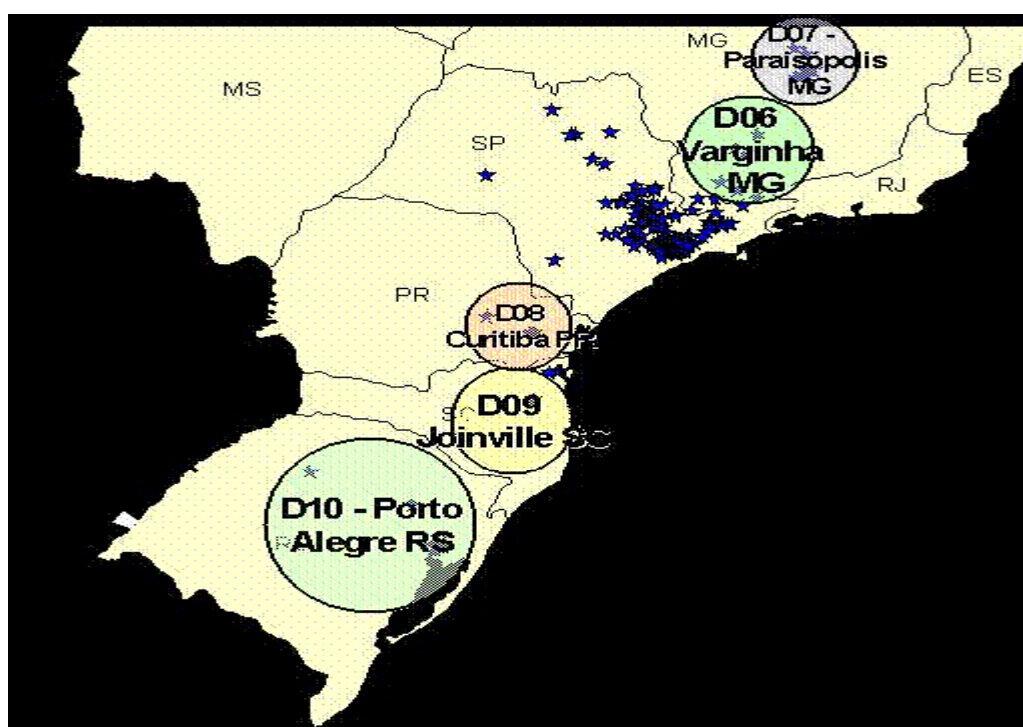 D07 -
Paraisópolis
MG
MG
ES
MS
D06
Varginha
MG
SP
RJ
PR
D08
Curitiba PR
D09
Joinville SC
SC
D10 - Porto
Alegre RS